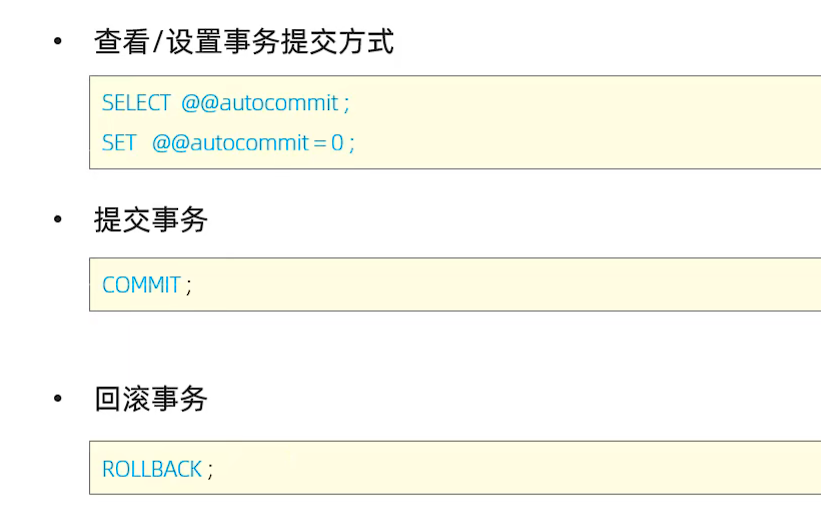 • 查看/设置事务提交方式
SELECT @@autocommit ;
SET @@autocommit = 0 ;
• 提交事务
COMMIT ;
• 回滚事务
ROLLBACK ;